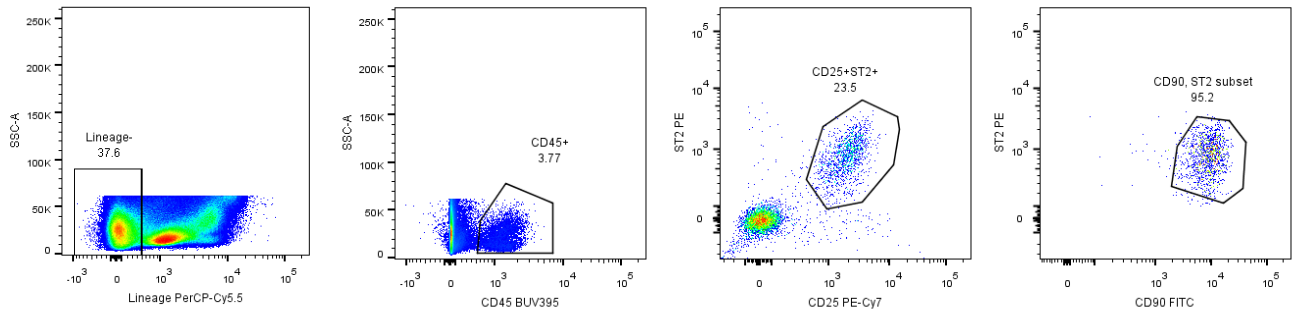 250K
200K
150K
100K
50K
0
SSC-A
Lineage-
37.6
-10³ 0 10³ 10⁴ 10⁵
Lineage PerCP-Cy5.5
250K
200K
150K
100K
50K
0
SSC-A
CD45+
3.77
-10³ 0 10³ 10⁴ 10⁵
CD45 BUV395
10⁵
10⁴
10³
0
ST2 PE
CD25+ST2+
23.5
0 10³ 10⁴ 10⁵
CD25 PE-Cy7
10⁵
10⁴
10³
0
ST2 PE
CD90, ST2 subset
95.2
0 10³ 10⁴ 10⁵
CD90 FITC